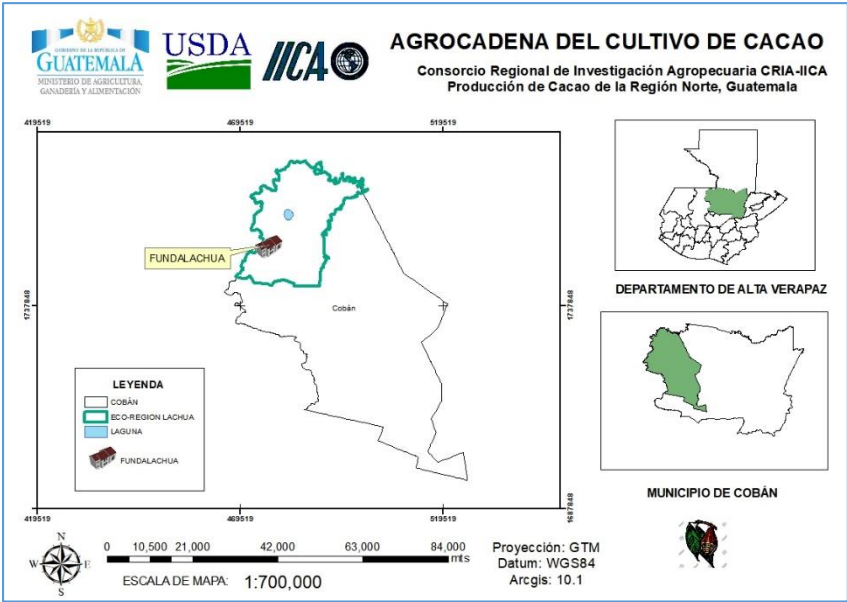 GOBIERNO DE LA REPÚBLICA DE
GUATEMALA
MINISTERIO DE AGRICULTURA,
GANADERÍA Y ALIMENTACIÓN
USDA
IICA
AGROCADENA DEL CULTIVO DE CACAO
Consorcio Regional de Investigación Agropecuaria CRIA-IICA
Producción de Cacao de la Región Norte, Guatemala
419519 469519 519519
FUNDALACHUA
1737848 Cobán 1737848
LEYENDA
COBÁN
ECO-REGION LACHUA
LAGUNA
FUNDALACHUA
1687848
419519 469519 519519
DEPARTAMENTO DE ALTA VERAPAZ
MUNICIPIO DE COBÁN
N
W E
S
0 10,500 21,000 42,000 63,000 84,000
mts
ESCALA DE MAPA: 1:700,000
Proyección: GTM
Datum: WGS84
Arcgis: 10.1